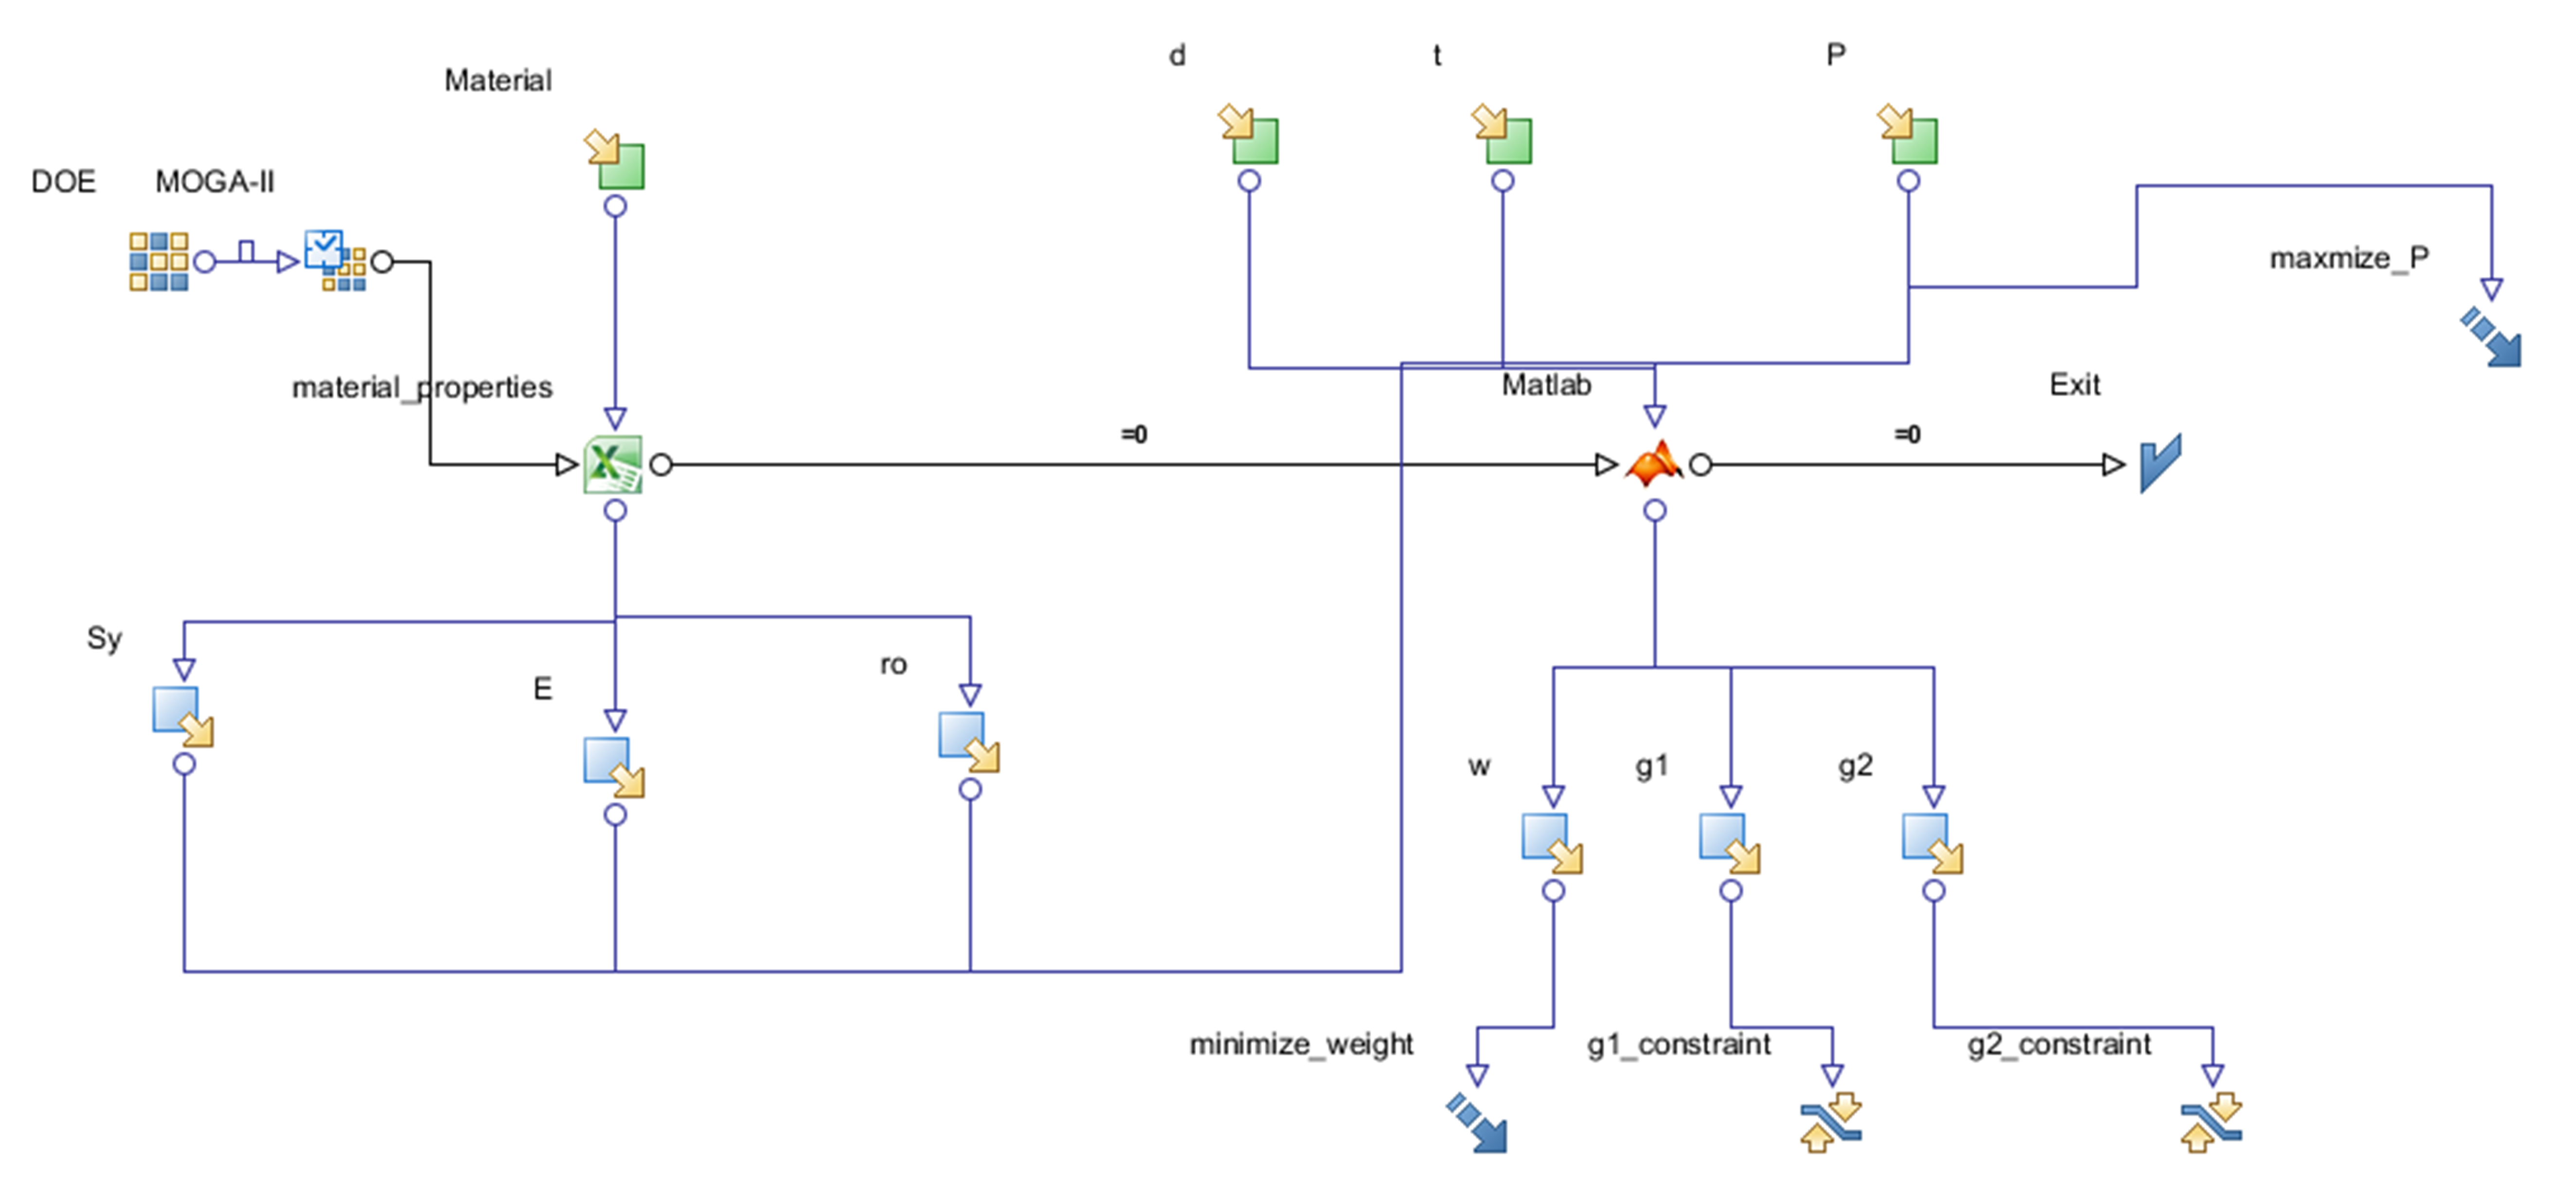 d
t
P
Material
DOE
MOGA-II
maxmize_P
material_properties
Matlab
Exit
=0
=0
Sy
E
ro
w
g1
g2
minimize_weight
g1_constraint
g2_constraint